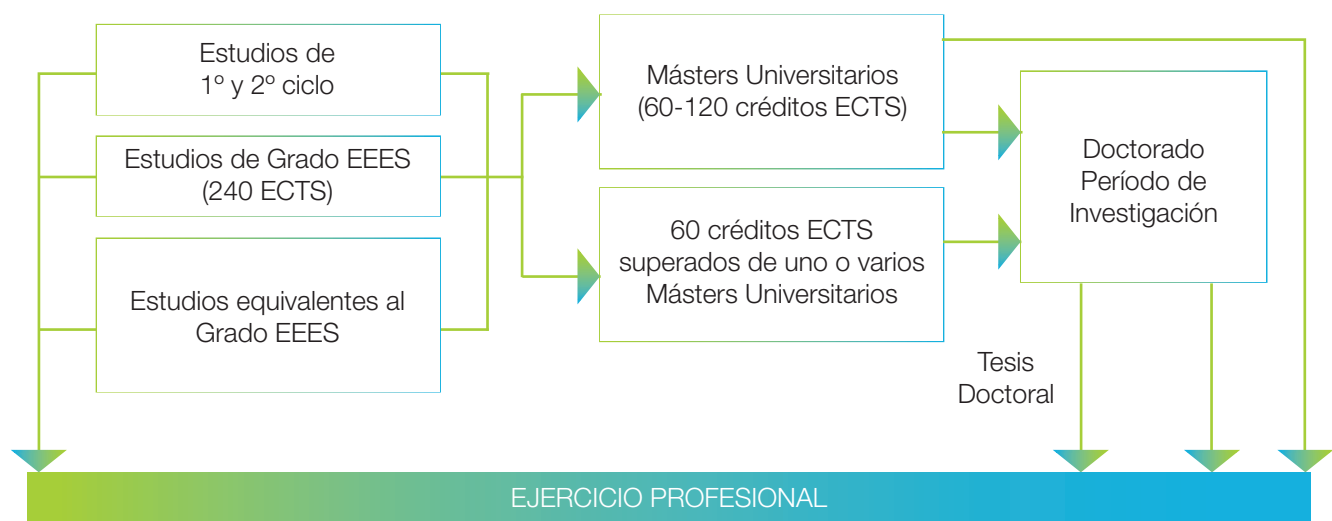 Estudios de
1º y 2º ciclo
Estudios de Grado EEES
(240 ECTS)
Estudios equivalentes al
Grado EEES
Másters Universitarios
(60-120 créditos ECTS)
60 créditos ECTS
superados de uno o varios
Másters Universitarios
Doctorado
Período de
Investigación
Tesis
Doctoral
EJERCICIO PROFESIONAL